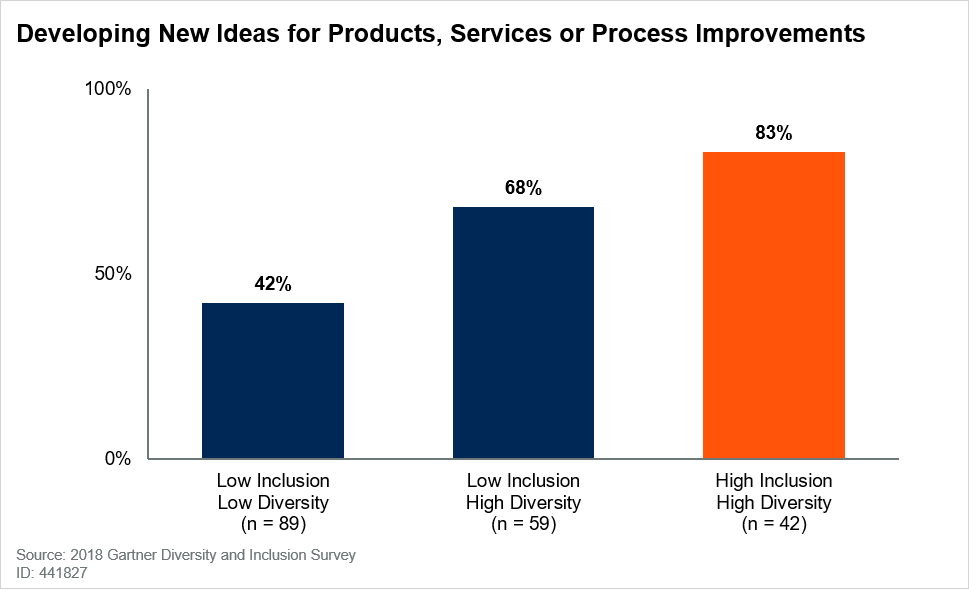 Developing New Ideas for Products, Services or Process Improvements
100%
50%
0%
42%
68%
83%
Low Inclusion
Low Diversity
(n = 89)
Low Inclusion
High Diversity
(n = 59)
High Inclusion
High Diversity
(n = 42)
Source: 2018 Gartner Diversity and Inclusion Survey
ID: 441827